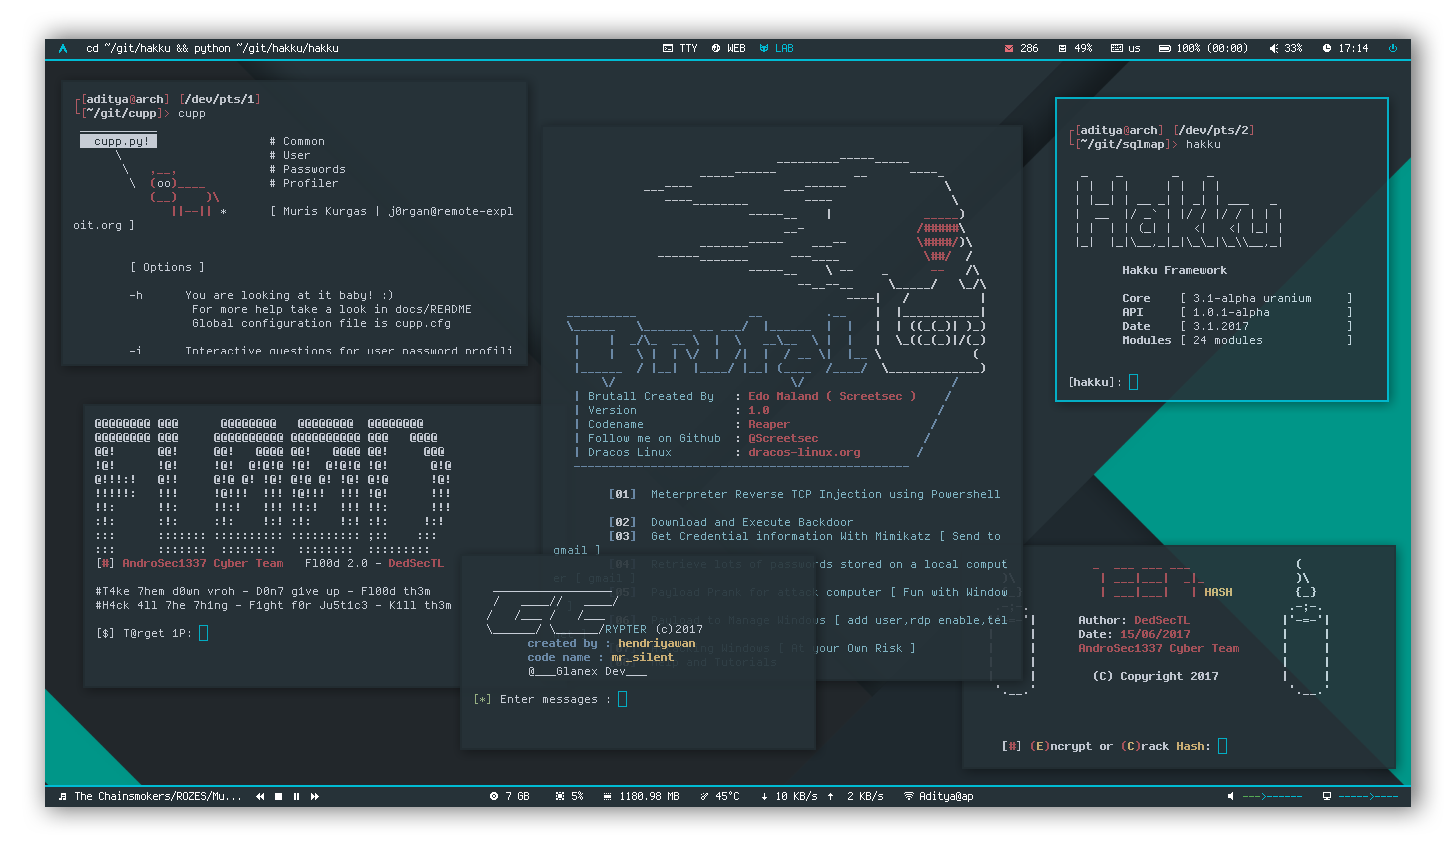 cd ~/git/hakku && python ~/git/hakku/hakku
TTY WEB LAB
286 49% us 100% (00:00) 33% 17:14
[aditya@arch] [/dev/pts/1]
[~/git/cupp]> cupp
cupp.py!
# Common
# User
# Passwords
# Profiler
(oo)____
(__) )\
||--|| * [ Muris Kurgas | j0rgan@remote-expl
oit.org ]
[ Options ]
-h You are looking at it baby! :)
For more help take a look in docs/README
Global configuration file is cupp.cfg
-i Interactive questions for user password profili
FL00D
[#] AndroSec1337 Cyber Team Fl00d 2.0 - DedSecTL
#T4ke 7hem d0wn vroh - D0n7 g1ve up - Fl00d th3m
#H4ck 4ll 7he 7h1ng - F1ght f0r Ju5t1c3 - K1ll th3m
[$] T@rget 1P:
BRUTAL
| Brutall Created By : Edo Maland ( Screetsec )
| Version : 1.0
| Codename : Reaper
| Follow me on Github : @Screetsec
| Dracos Linux : dracos-linux.org
[01] Meterpreter Reverse TCP Injection using Powershell
[02] Download and Execute Backdoor
[03] Get Credential information With Mimikatz [ Send to
gmail ]
[04] Retrieve lots of passwords stored on a local comput
er [ gmail ]
[05] Payload Prank for attack computer [ Fun with Window
[06] Payload to Manage Windows [ add user,rdp enable,tel
Windows [ At your Own Risk ]
and Tutorials
RYPTER (c)2017
created by : hendriyawan
code name : mr_silent
@___Glanex Dev___
[*] Enter messages :
[aditya@arch] [/dev/pts/2]
[~/git/sqlmap]> hakku
Hakku
Hakku Framework
Core [ 3.1-alpha uranium ]
API [ 1.0.1-alpha ]
Date [ 3.1.2017 ]
Modules [ 24 modules ]
[hakku]:
HASH
Author: DedSecTL
Date: 15/06/2017
AndroSec1337 Cyber Team
(C) Copyright 2017
[#] (E)ncrypt or (C)rack Hash:
The Chainsmokers/ROZES/Mu...
7 GB 5% 1180.98 MB 45°C 10 KB/s 2 KB/s Aditya@ap
--->------ ----->----